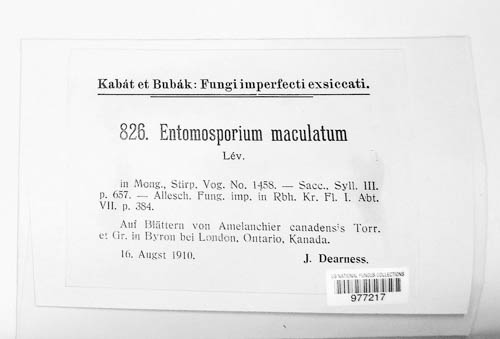 Kabát et Bubák: Fungi imperfecti exsiccati.
826. Entomosporium maculatum
Lév.
in Mong., Stirp. Vog. No. 1458. — Sacc., Syll. III.
p. 657. — Allesch. Fung. imp. in Rbh. Kr. Fl. I. Abt.
VII. p. 384.
Auf Blättern von Amelanchier canadensis Torr.
et Gr. in Byron bei London, Ontario, Kanada.
16. Augst 1910. J. Dearness.
US NATIONAL FUNGUS COLLECTIONS
977217